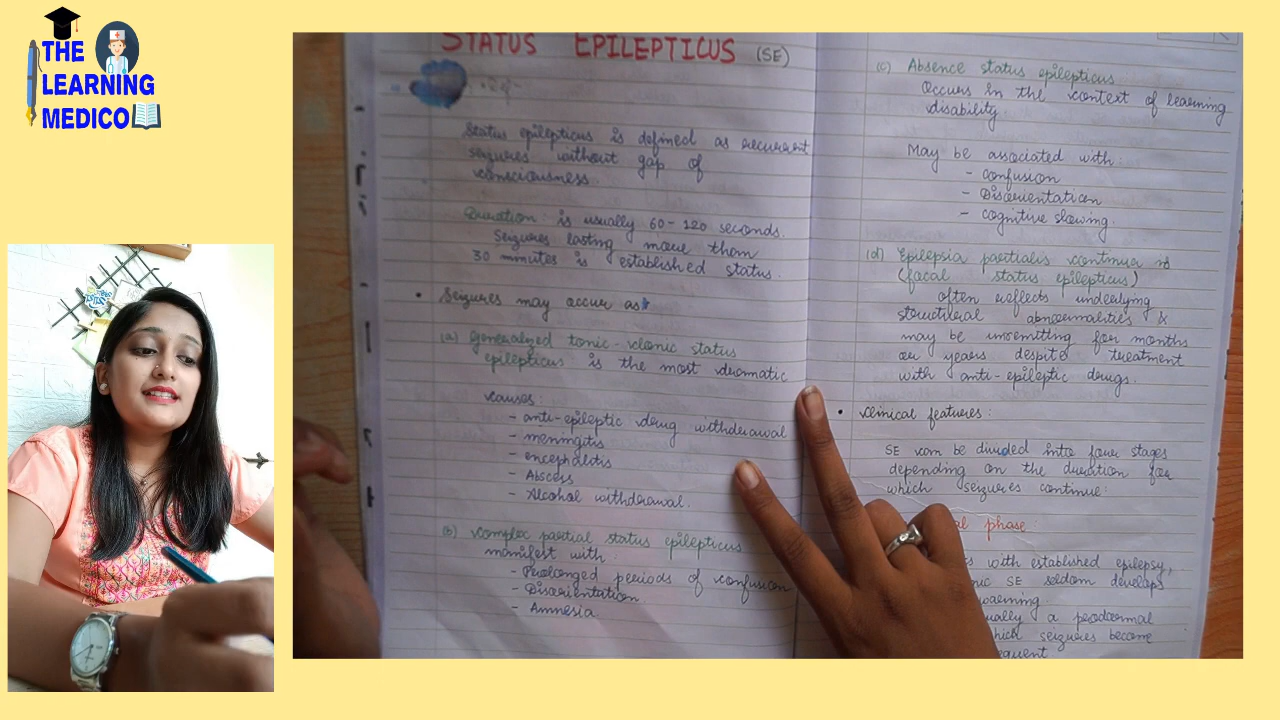 THE
LEARNING
MEDICO
STATUS EPILEPTICUS (SE)
Status epilepticus is defined as recurrent
seizures without gap of
consciousness.
Duration: is usually 60-120 seconds.
Seizures lasting more than
30 minutes is established status.
• Seizures may occur as
(a) Generalized tonic-clonic status
epilepticus is the most dramatic
causes:
- anti-epileptic drug withdrawal
- meningitis
- encephalitis
- Abscess
- Alcohol withdrawal.
(b) Complex partial status epilepticus
manifest with:
- Prolonged periods of confusion
- Disorientation
- Amnesia
(c) Absence status epilepticus
Occurs in the context of learning
disability.
May be associated with:
- confusion
- Disorientation
- cognitive slowing.
(d) Epilepsia partialis continua is
(focal status epilepticus)
often reflects underlying
structural abnormalities &
may be unremitting for months
or years despite treatment
with anti-epileptic drugs.
• Clinical features:
SE can be divided into four stages
depending on the duration for
which seizures continue:
phase:
with established epilepsy,
SE seldom develops
warning.
a prodromal
which seizures become